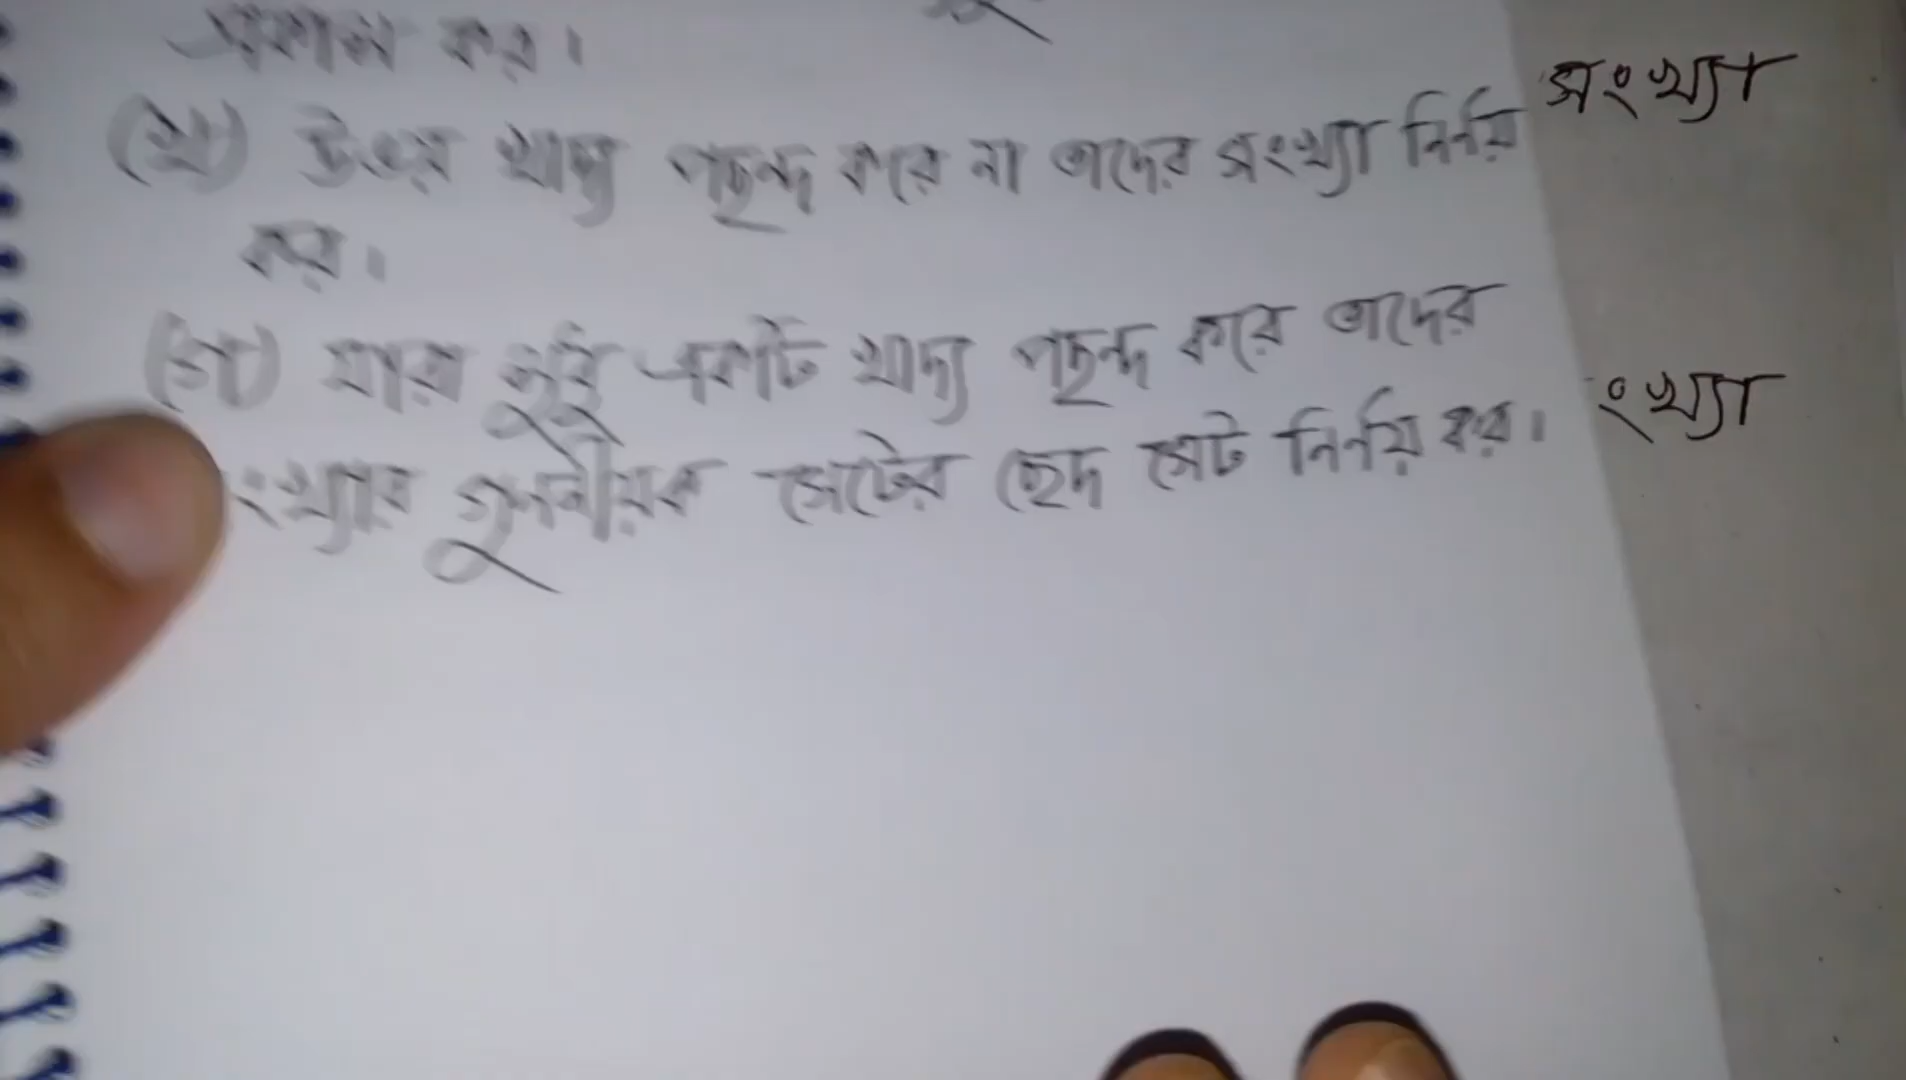 প্রকাশ কর।
(খ) উভয় খাদ্য পছন্দ করে না তাদের সংখ্যা নির্ণয়
সংখ্যা
কর।
(গ) যারা শুধু একটি খাদ্য পছন্দ করে তাদের
ংখ্যার গুণনীয়ক সেটের ছেদ সেট নির্ণয় কর।
ংখ্যা